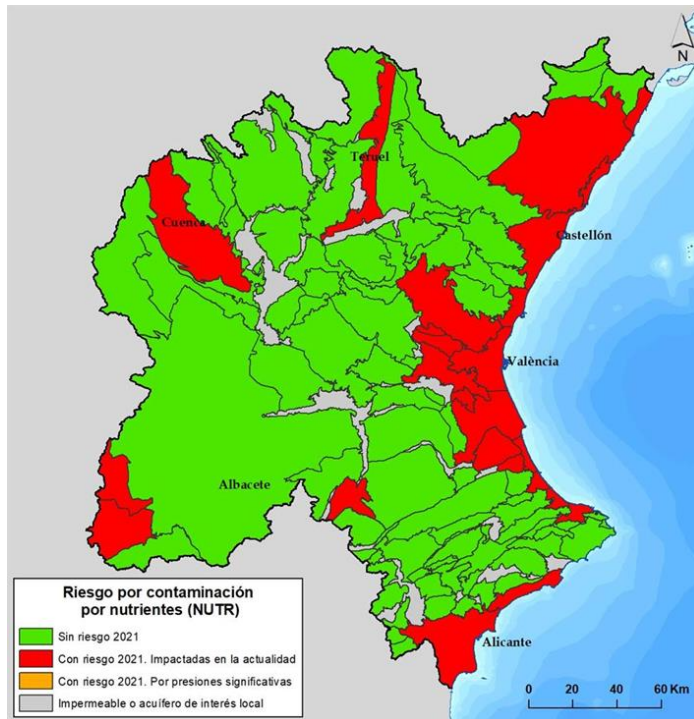 N
Teruel
Cuenca
Castellón
València
Albacete
Alicante
Riesgo por contaminación
por nutrientes (NUTR)
Sin riesgo 2021
Con riesgo 2021. Impactadas en la actualidad
Con riesgo 2021. Por presiones significativas
Impermeable o acuífero de interés local
0 20 40 60 Km